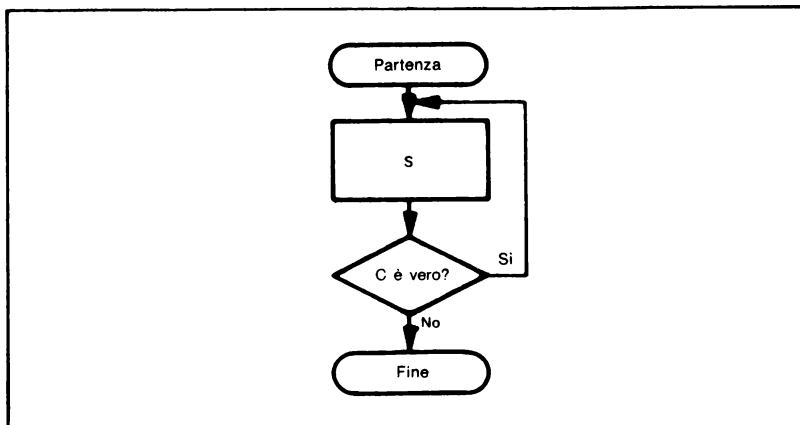 Partenza
S
C è vero?
Si
No
Fine